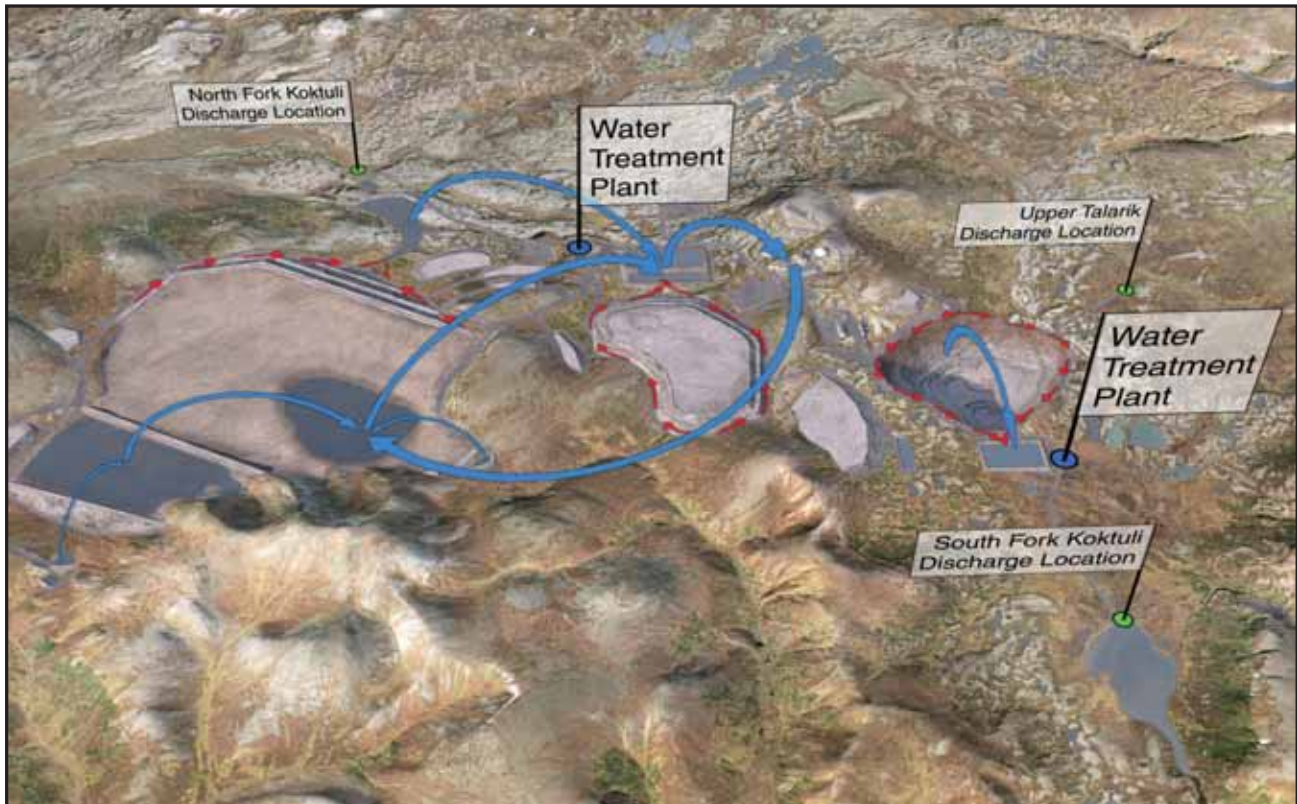 North Fork Koktuli
Discharge Location
Water
Treatment
Plant
Upper Talarik
Discharge Location
Water
Treatment
Plant
South Fork Koktuli
Discharge Location